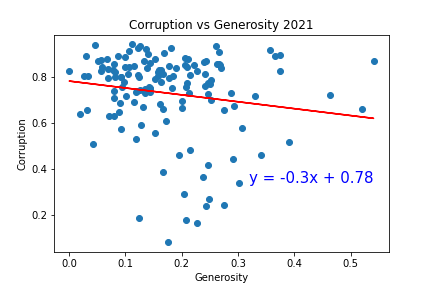 Corruption vs Generosity 2021
Corruption
0.8
0.6
0.4
0.2
y = -0.3x + 0.78
0.0 0.1 0.2 0.3 0.4 0.5
Generosity